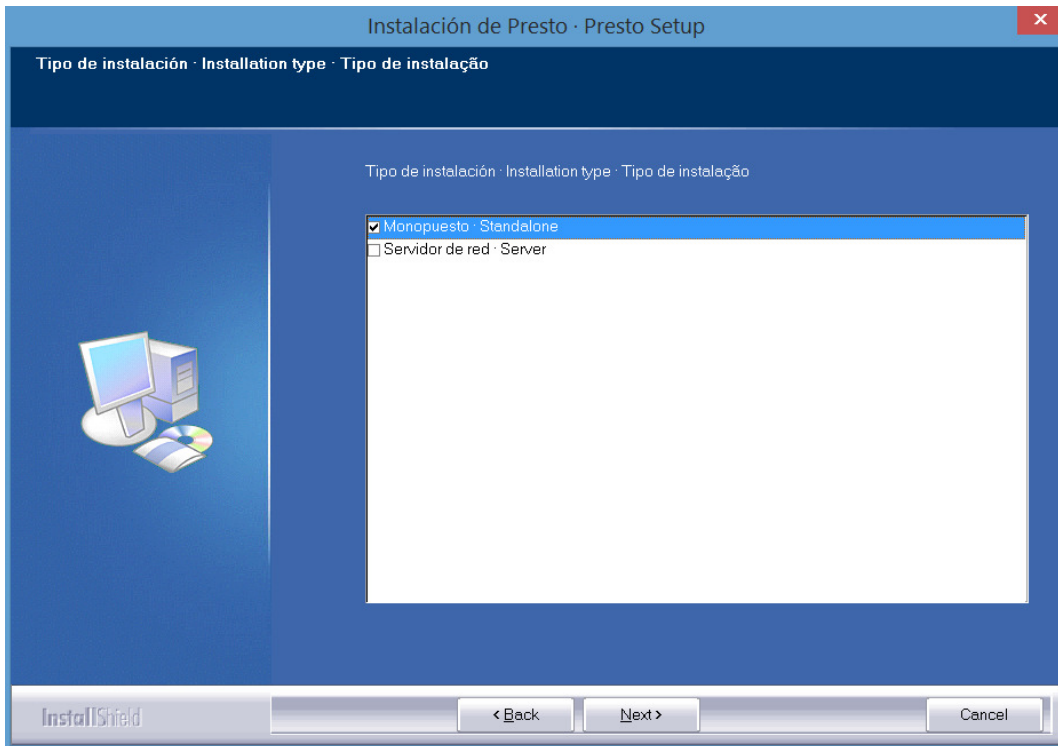 Instalación de Presto · Presto Setup
Tipo de instalación · Installation type · Tipo de instalação
Tipo de instalación · Installation type · Tipo de instalação
Monopuesto · Standalone
Servidor de red · Server
InstallShield
< Back
Next >
Cancel